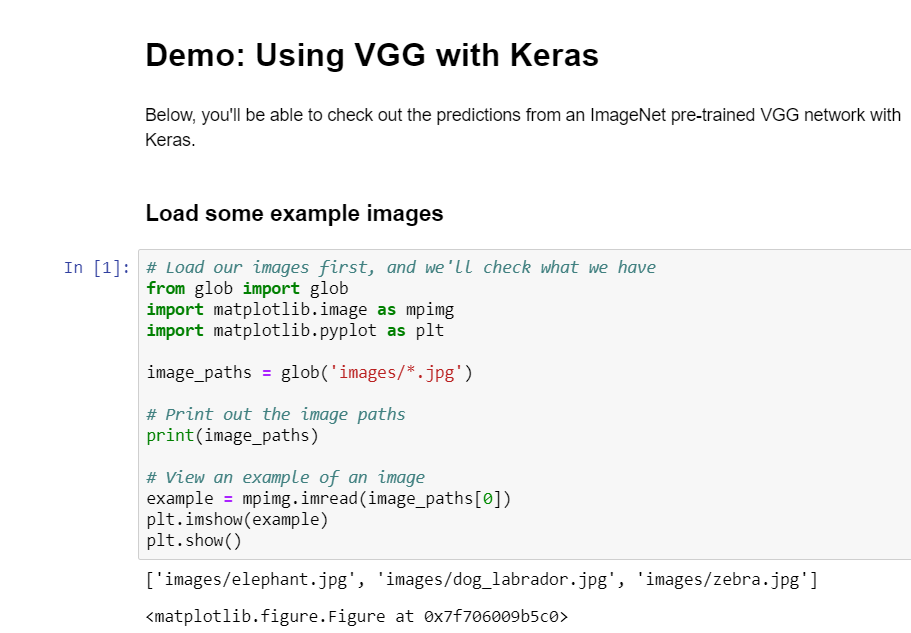 Demo: Using VGG with Keras
Below, you'll be able to check out the predictions from an ImageNet pre-trained VGG network with
Keras.
Load some example images
In [1]:
# Load our images first, and we'll check what we have
from glob import glob
import matplotlib.image as mpimg
import matplotlib.pyplot as plt
image_paths = glob('images/*.jpg')
# Print out the image paths
print(image_paths)
# View an example of an image
example = mpimg.imread(image_paths[0])
plt.imshow(example)
plt.show()
['images/elephant.jpg', 'images/dog_labrador.jpg', 'images/zebra.jpg']
<matplotlib.figure.Figure at 0x7f706009b5c0>